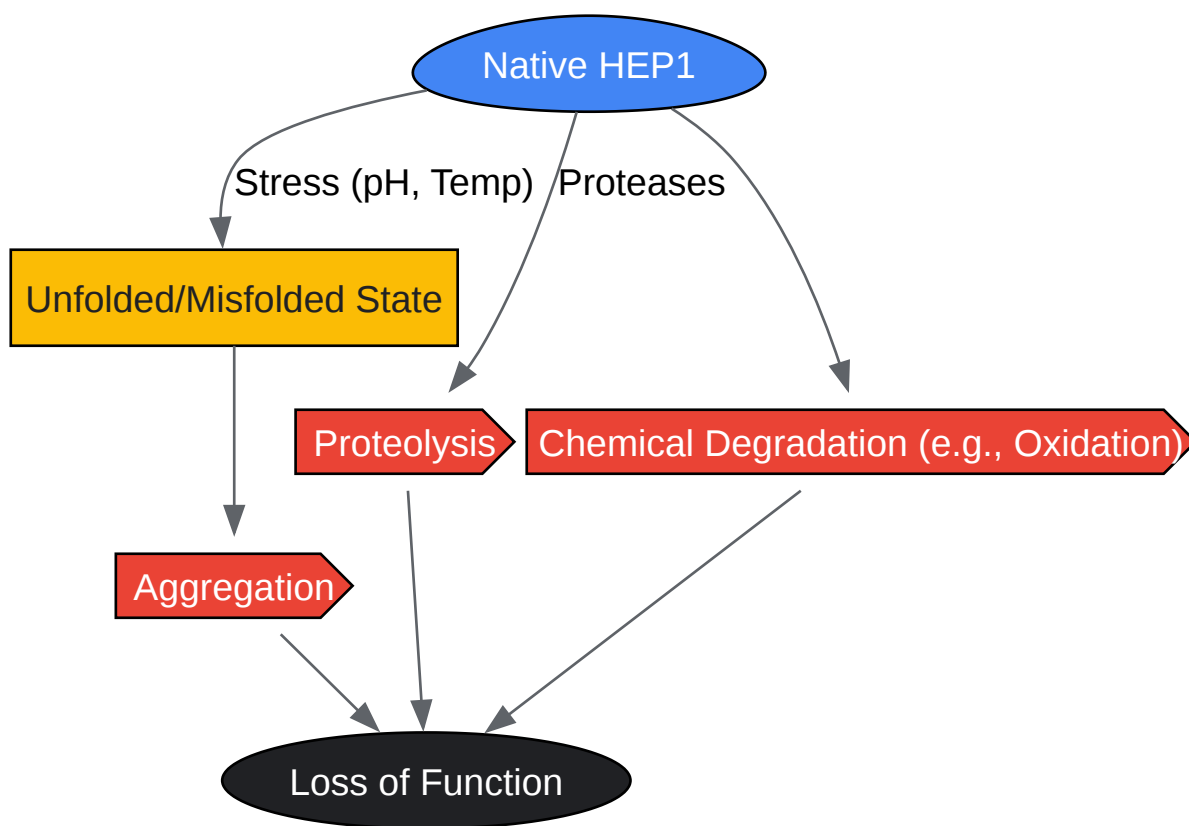 Native HEP1
Stress (pH, Temp)
Proteases
Unfolded/Misfolded State
Proteolysis
Chemical Degradation (e.g., Oxidation)
Aggregation
Loss of Function